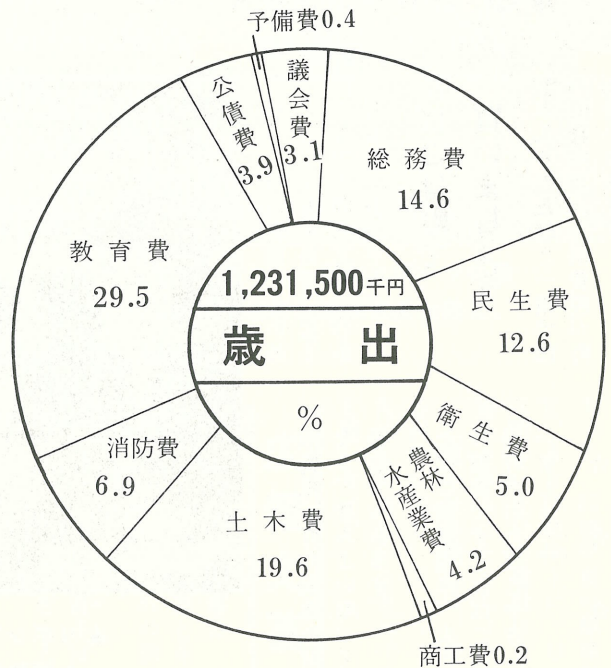 予備費0.4
議会費
3.1
総務費
14.6
民生費
12.6
衛生費
5.0
農林
水産業費
4.2
商工費0.2
土木費
19.6
消防費
6.9
教育費
29.5
公債費
3.9
1,231,500千円
歳出
%